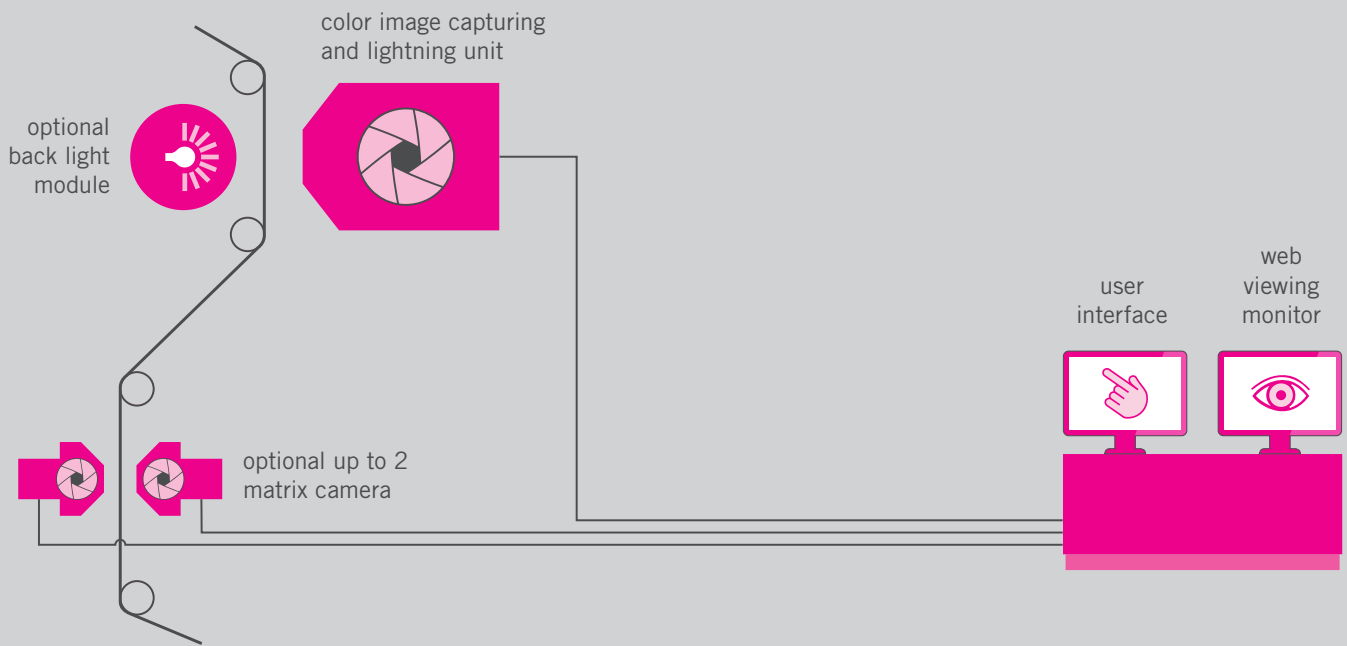 color image capturing
and lightning unit
optional
back light
module
web
viewing
monitor
user
interface
optional up to 2
matrix camera